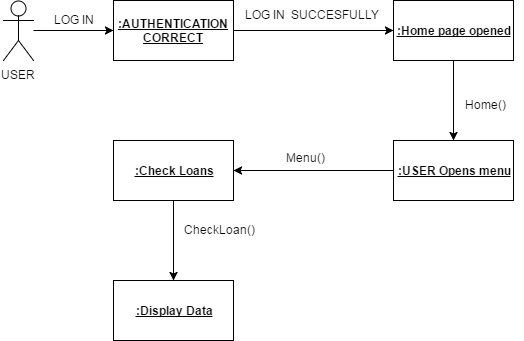 LOG IN
:AUTHENTICATION
CORRECT
LOG IN SUCCESFULLY
:Home page opened
USER
Home()
:Check Loans
Menu()
:USER Opens menu
CheckLoan()
:Display Data